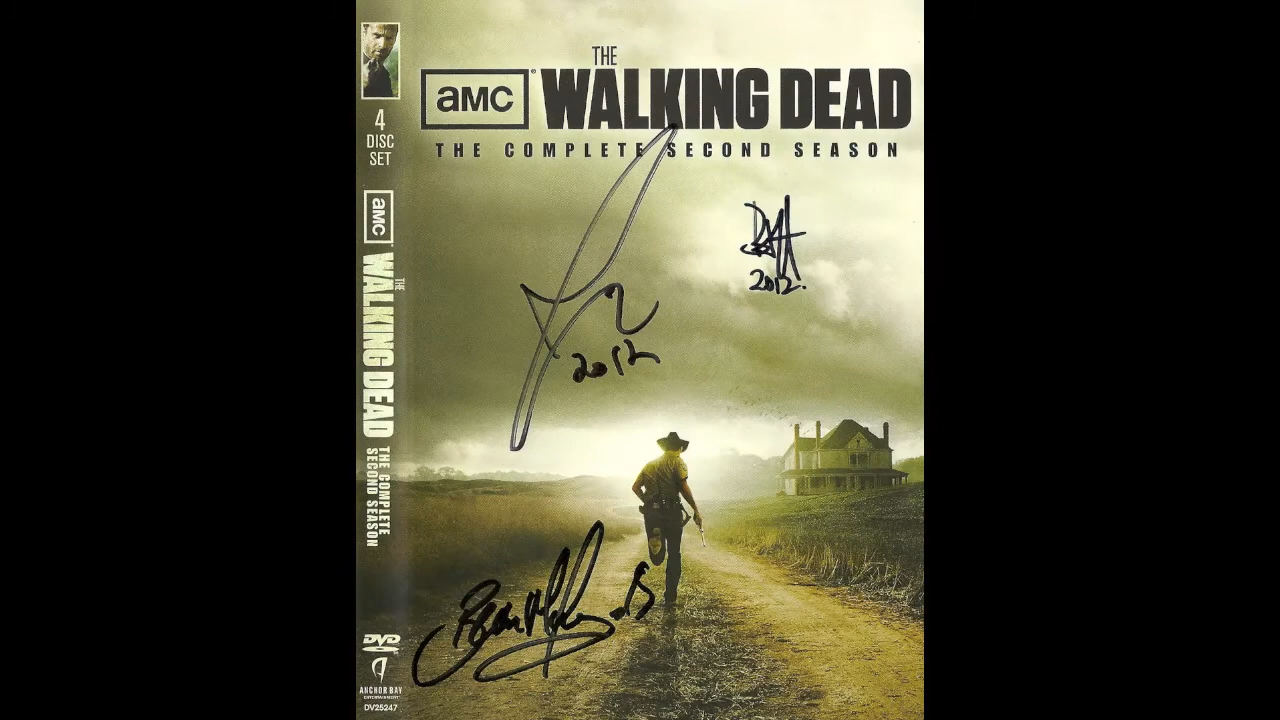 4
DISC
SET
AMC
THE
WALKING DEAD
THE COMPLETE
SECOND SEASON
DVD
ANCHOR BAY
ENTERTAINMENT
DV25247
THE
aMC WALKING DEAD
THE COMPLETE SECOND SEASON
2012.
2012